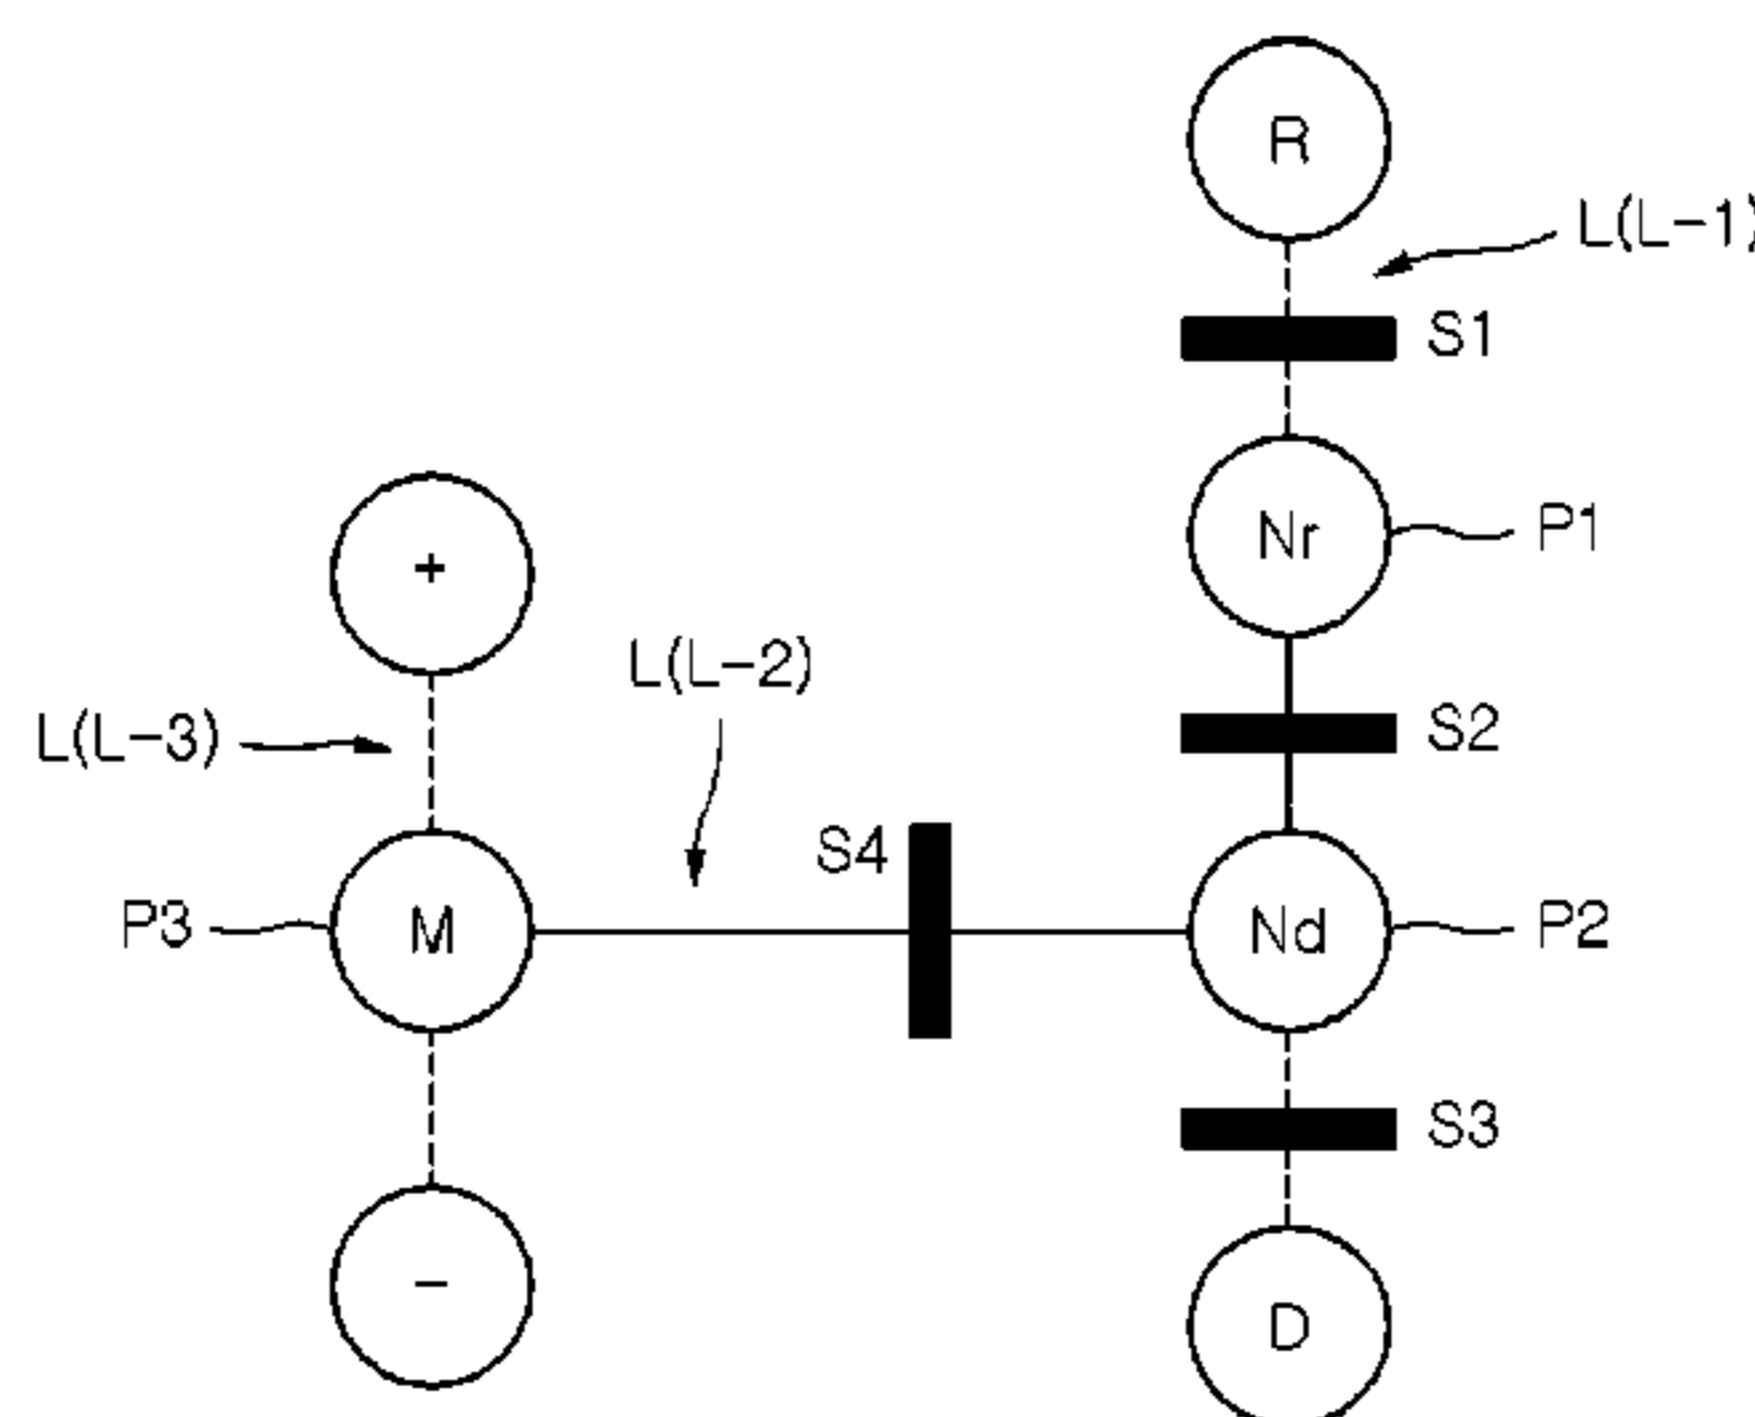 R
L(L-1)
S1
Nr
P1
+
L(L-2)
L(L-3)
S2
S4
P3
M
Nd
P2
S3
-
D